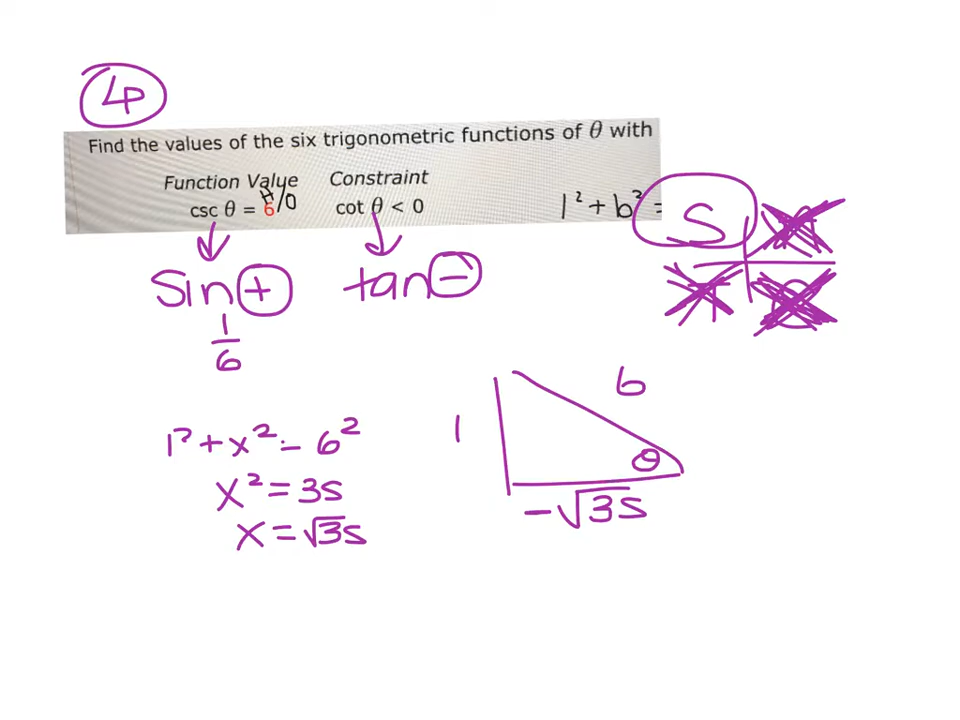 4
Find the values of the six trigonometric functions of θ with
Function Value Constraint
csc θ = 6 H/O cot θ < 0
1² + b² =
S A
T C
sin + tan −
1/6
1² + x² = 6²
x² = 35
x = √35
6
1
θ
−√35